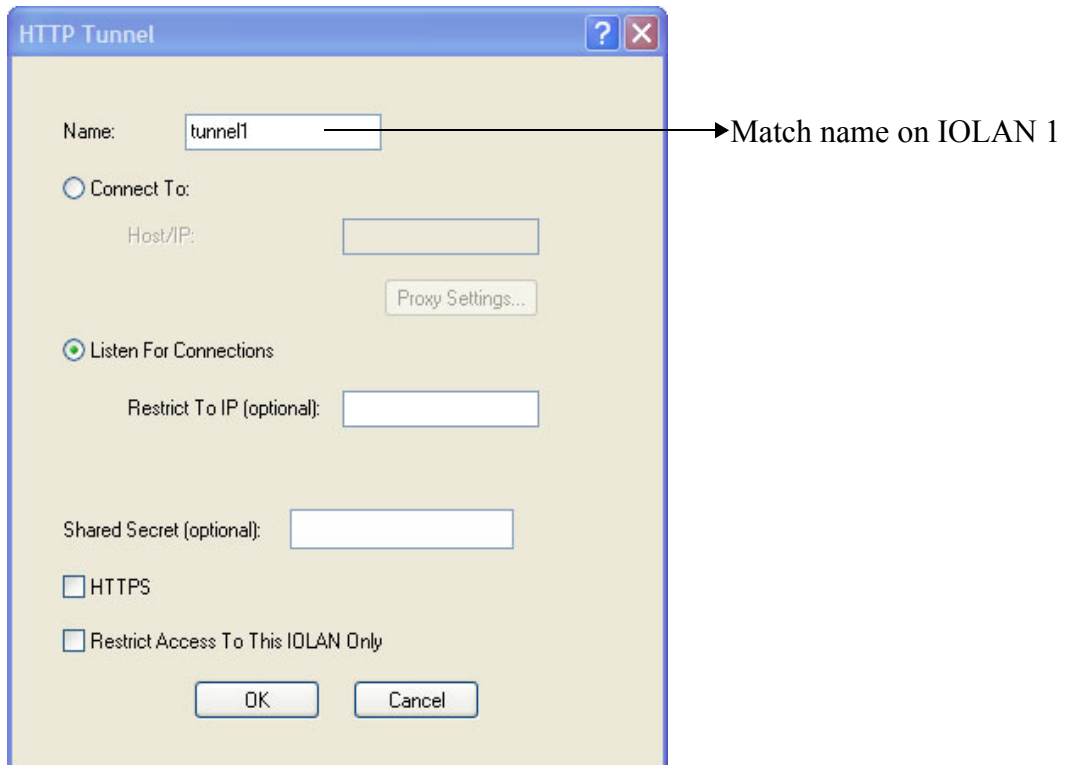 HTTP Tunnel
Name: tunnel1
Match name on IOLAN 1
Connect To:
Host/IP:
Proxy Settings...
Listen For Connections
Restrict To IP (optional):
Shared Secret (optional):
HTTPS
Restrict Access To This IOLAN Only
OK Cancel